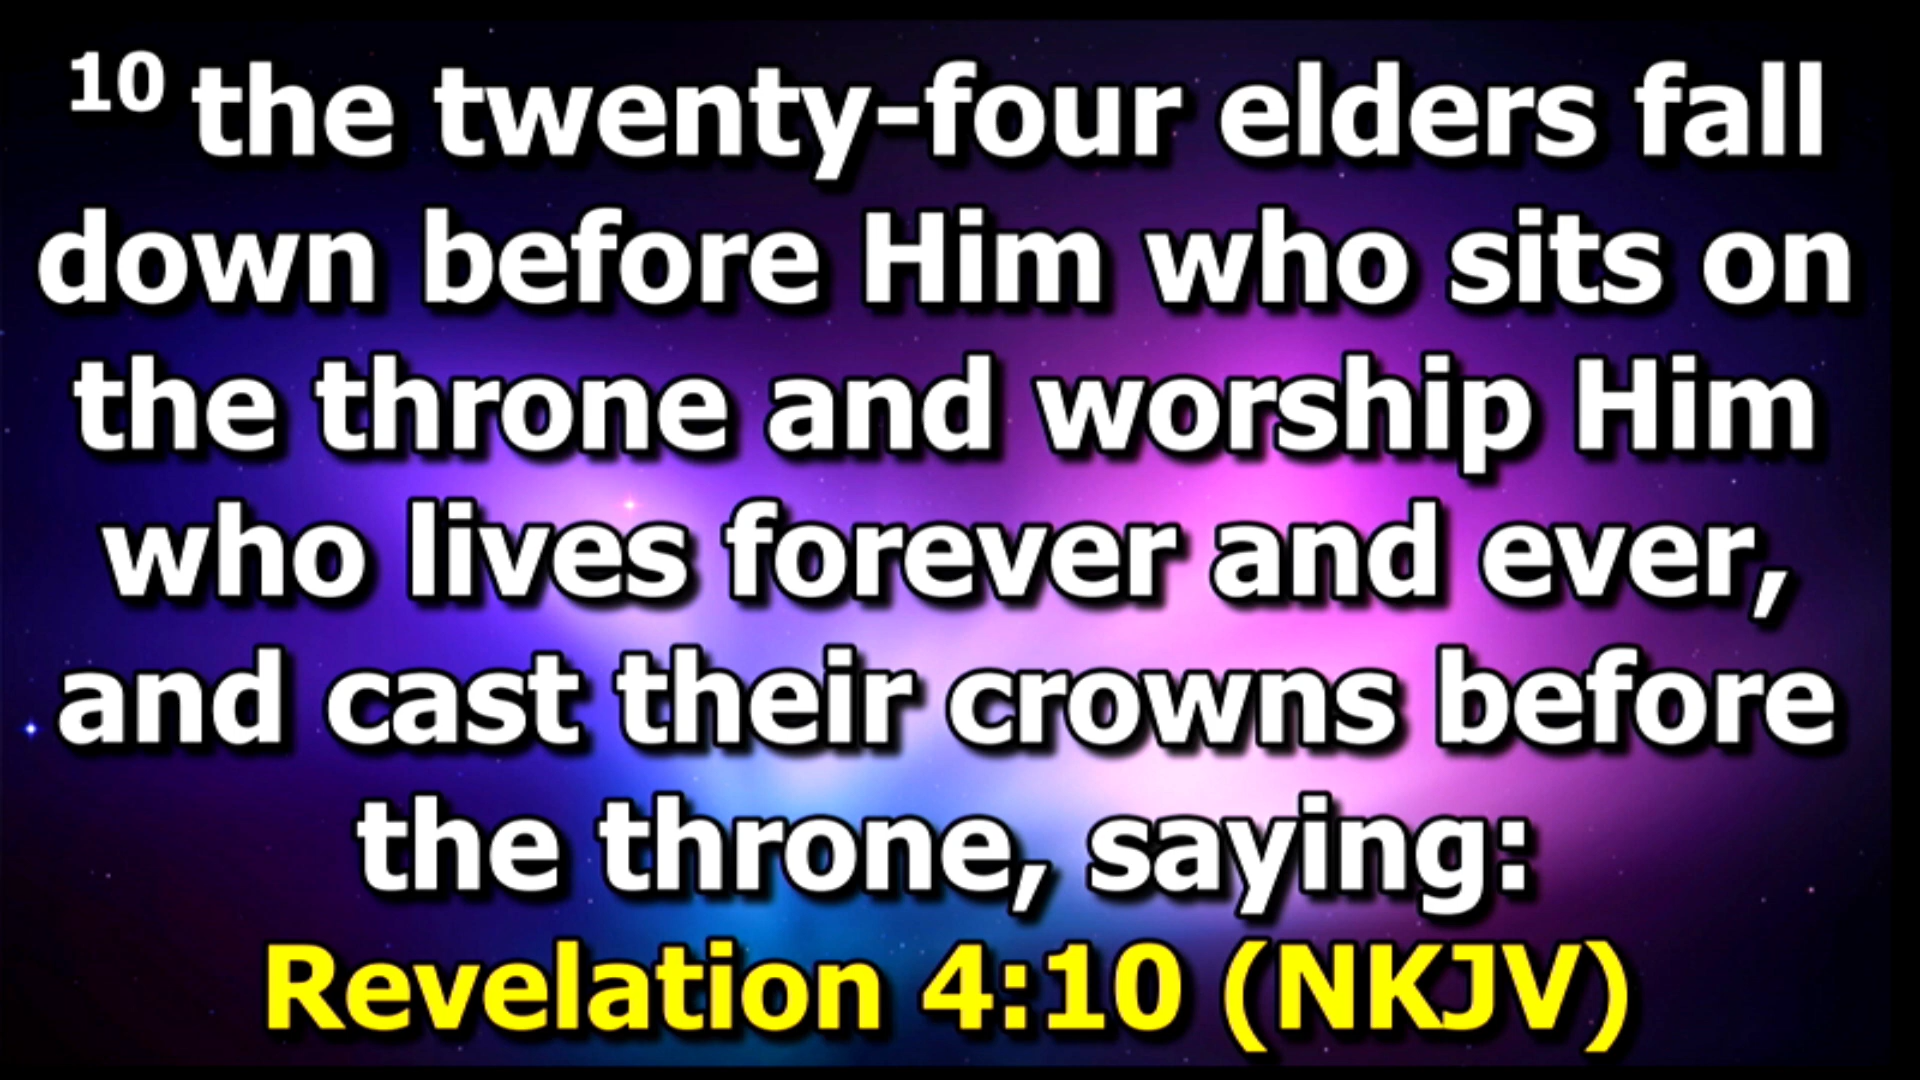 10 the twenty-four elders fall
down before Him who sits on
the throne and worship Him
who lives forever and ever,
and cast their crowns before
the throne, saying:
Revelation 4:10 (NKJV)